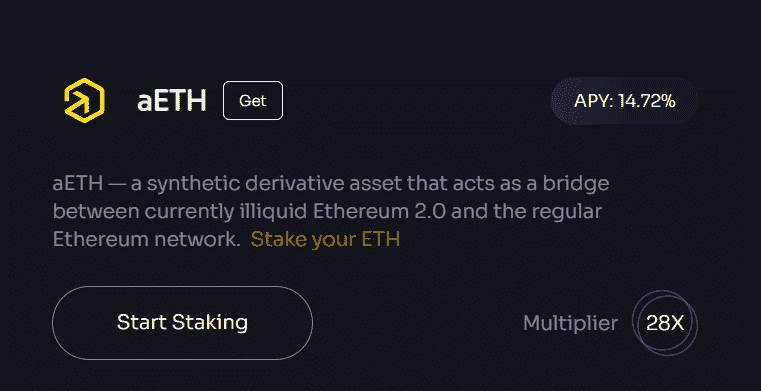 aETH Get APY: 14.72%
aETH — a synthetic derivative asset that acts as a bridge
between currently illiquid Ethereum 2.0 and the regular
Ethereum network. Stake your ETH
Start Staking Multiplier 28X